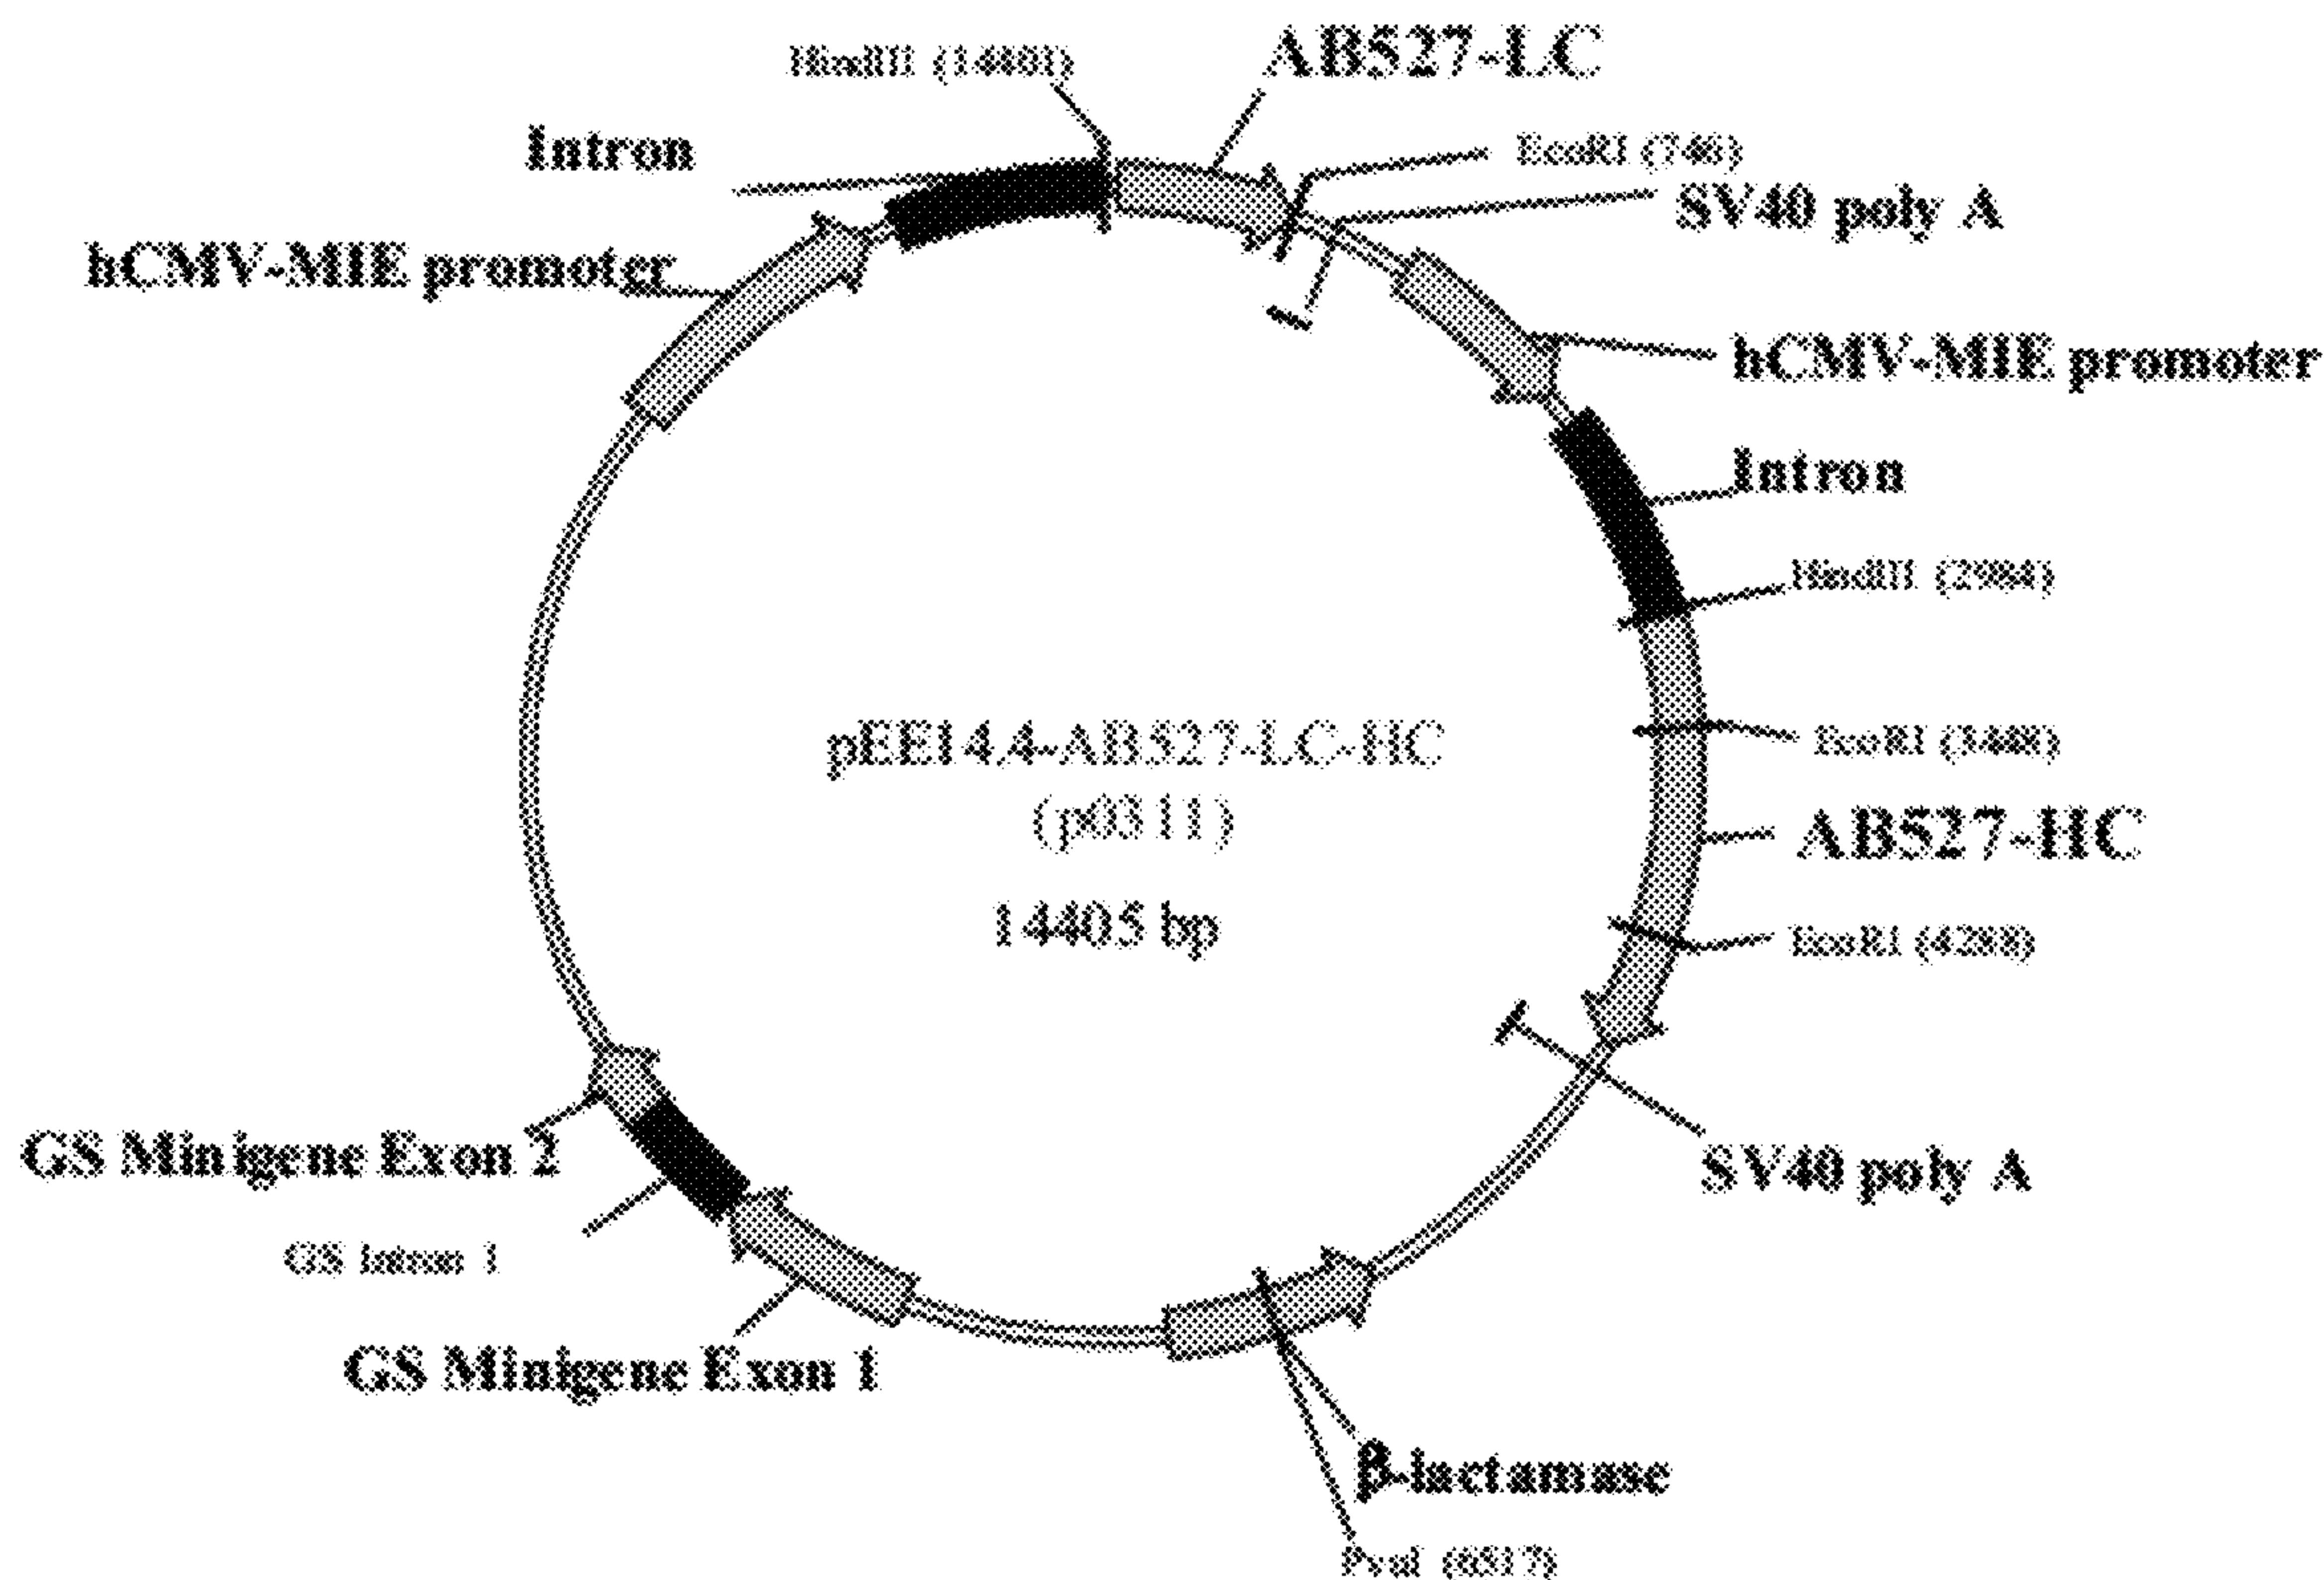 HindIII (14401)
AB527-LC
Intron
EcoRI (746)
SV40 poly A
hCMV-MIE promoter
hCMV-MIE promoter
Intron
HindIII (2984)
pEE14.4-AB527-LC-HC
EcoRI (3448)
(p0311)
AB527-HC
14405 bp
EcoRI (4288)
GS Minigene Exon 2
SV40 poly A
GS Intron 1
GS Minigene Exon 1
β-lactamase
PvuI